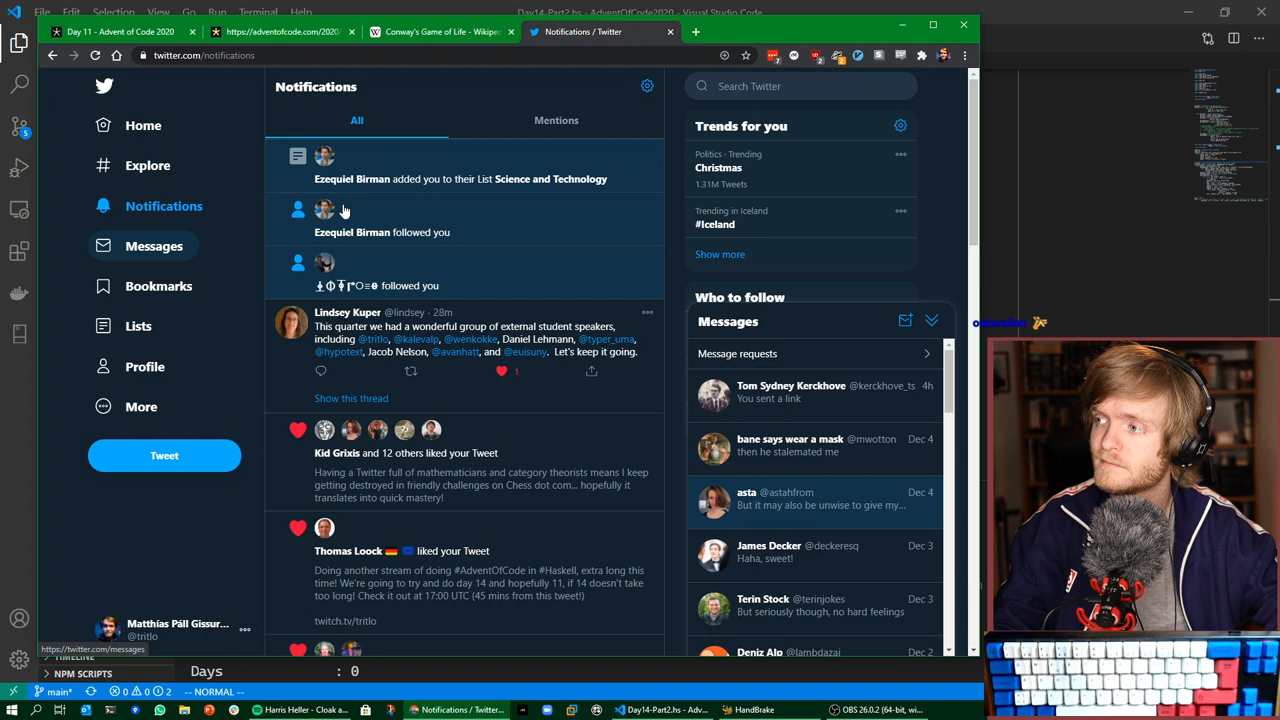 File
Edit
Selection
View
Go
Run
Terminal
Help
Day14-Part2.hs - AdventOfCode2020 - Visual Studio Code
Day 11 - Advent of Code 2020
https://adventofcode.com/2020/
Conway's Game of Life - Wikiped
Notifications / Twitter
twitter.com/notifications
Home
Explore
Notifications
Messages
Bookmarks
Lists
Profile
More
Tweet
Matthías Páll Gissur...
@tritlo
Notifications
All
Mentions
Ezequiel Birman added you to their List Science and Technology
Ezequiel Birman followed you
followed you
Lindsey Kuper @lindsey · 28m
This quarter we had a wonderful group of external student speakers,
including @tritlo, @kalevalp, @wenkokke, Daniel Lehmann, @typer_uma,
@hypotext, Jacob Nelson, @avanhatt, and @euisuny. Let's keep it going.
1
Show this thread
Kid Grixis and 12 others liked your Tweet
Having a Twitter full of mathematicians and category theorists means I keep
getting destroyed in friendly challenges on Chess dot com... hopefully it
translates into quick mastery!
Thomas Loock 🇩🇪 🇪🇺 liked your Tweet
Doing another stream of doing #AdventOfCode in #Haskell, extra long this
time! We're going to try and do day 14 and hopefully 11, if 14 doesn't take
too long! Check it out at 17:00 UTC (45 mins from this tweet!)
twitch.tv/tritlo
Search Twitter
Trends for you
Politics · Trending
Christmas
1.31M Tweets
Trending in Iceland
#Iceland
Show more
Who to follow
Messages
Message requests
Tom Sydney Kerckhove @kerckhove_ts 4h
You sent a link
bane says wear a mask @mwotton Dec 4
then he stalemated me
asta @astahfrom Dec 4
But it may also be unwise to give my...
James Decker @deckeresq Dec 3
Haha, sweet!
Terin Stock @terinjokes Dec 3
But seriously though, no hard feelings
Deniz Alp @lambdazai Dec 2
https://twitter.com/messages
TIMELINE
NPM SCRIPTS
Days : 0
main*
0 0 2
-- NORMAL --
Harris Heller - Cloak a...
Notifications / Twitter...
Day14-Part2.hs - Adv...
HandBrake
OBS 26.0.2 (64-bit, wi...